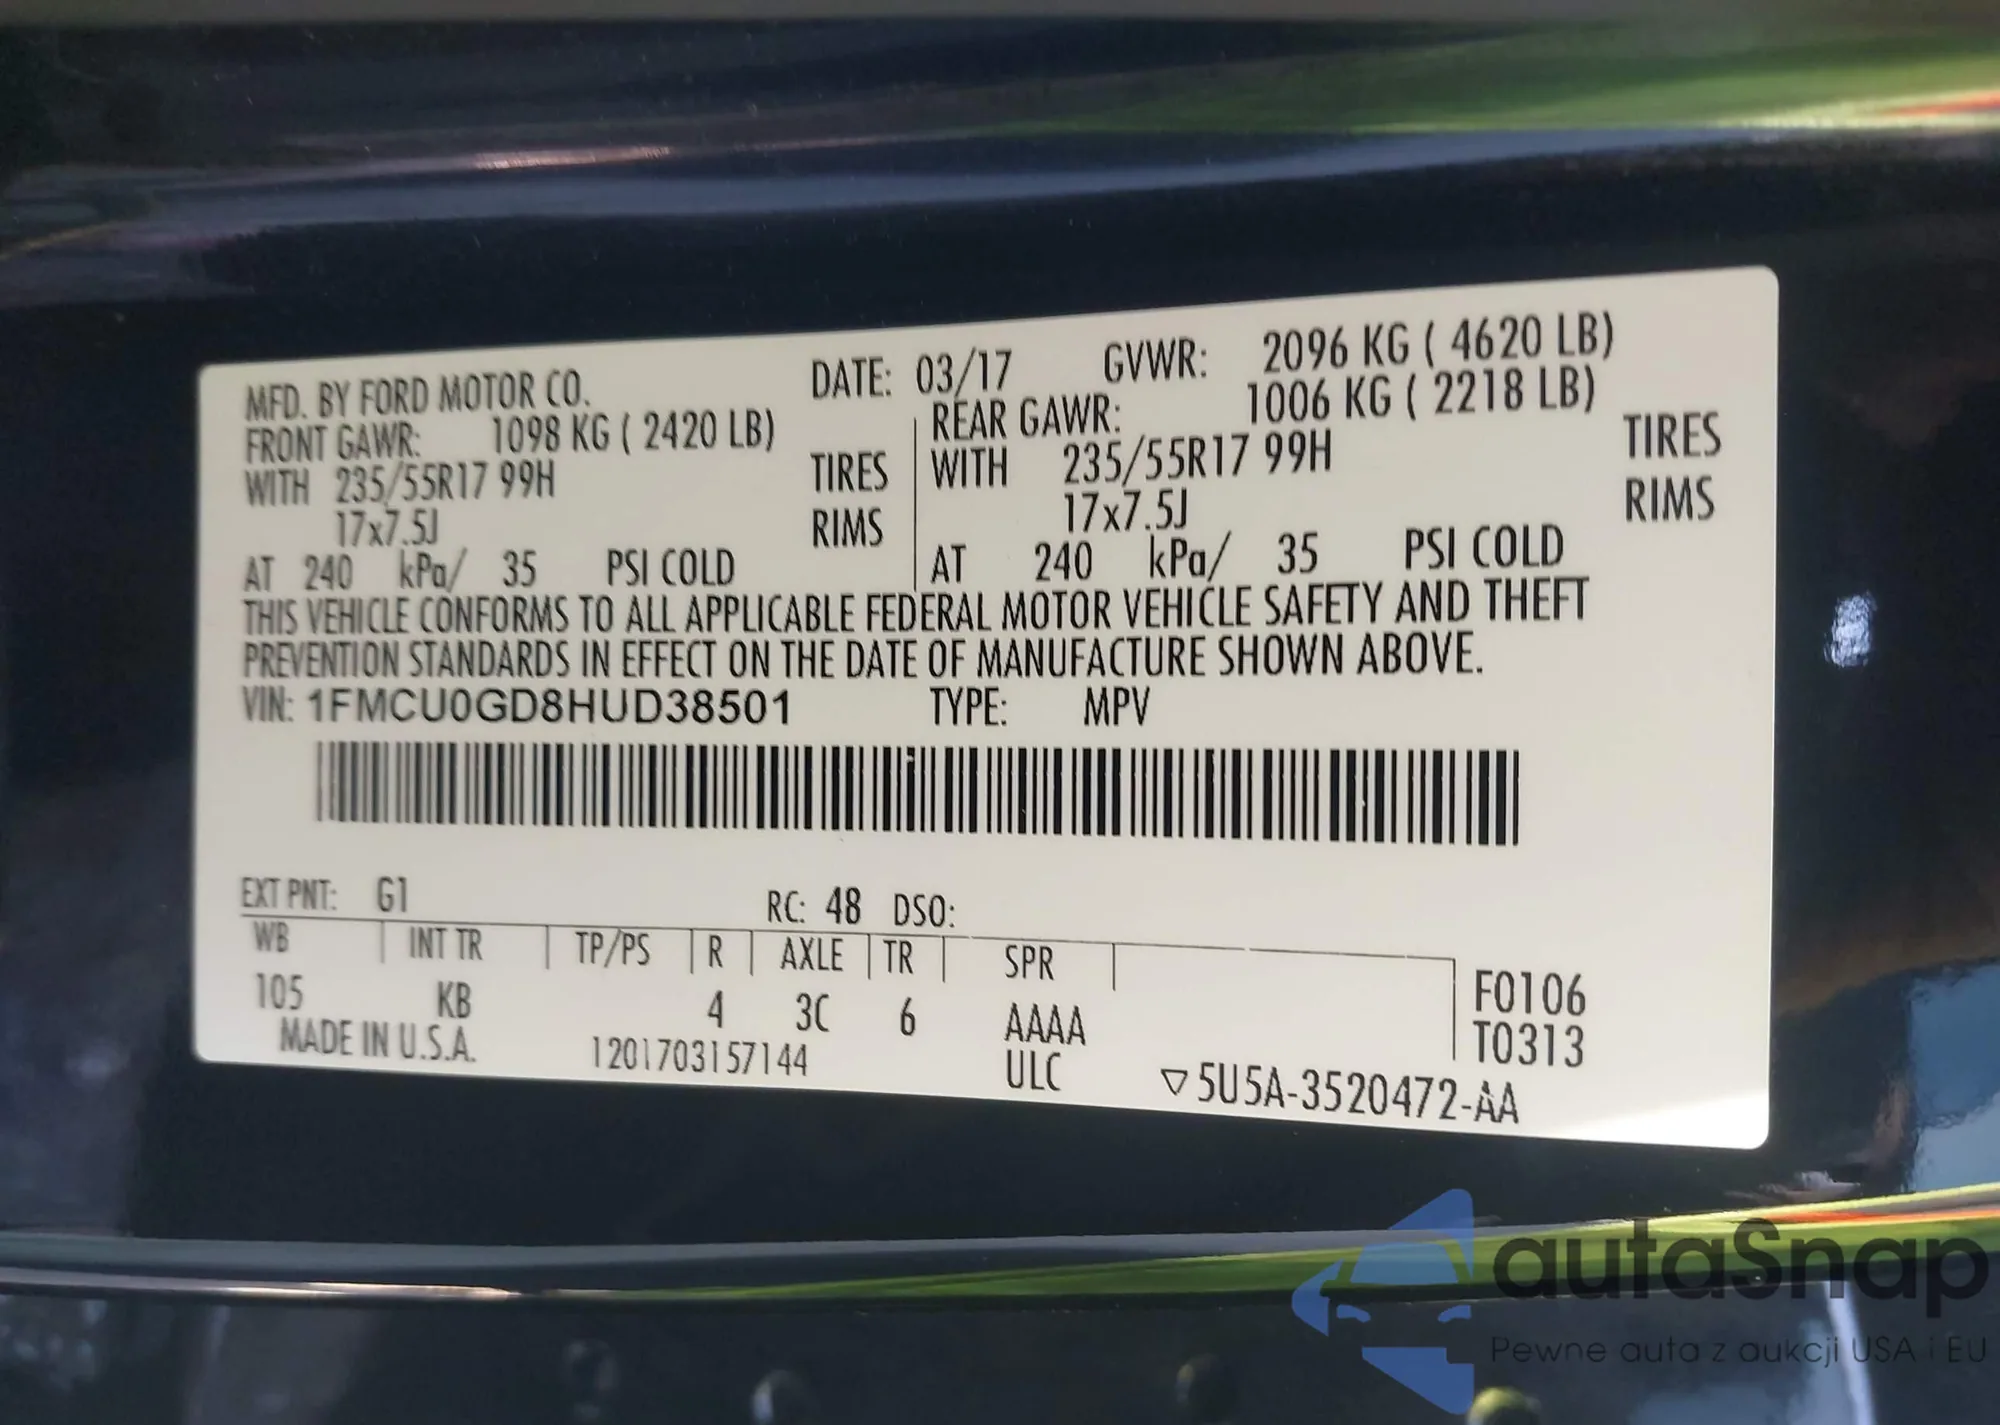 MFD. BY FORD MOTOR CO. DATE: 03/17 GVWR: 2096 KG ( 4620 LB)
FRONT GAWR: 1098 KG ( 2420 LB) REAR GAWR: 1006 KG ( 2218 LB)
WITH 235/55R17 99H TIRES WITH 235/55R17 99H TIRES
17x7.5J RIMS 17x7.5J RIMS
AT 240 kPa/ 35 PSI COLD AT 240 kPa/ 35 PSI COLD
THIS VEHICLE CONFORMS TO ALL APPLICABLE FEDERAL MOTOR VEHICLE SAFETY AND THEFT
PREVENTION STANDARDS IN EFFECT ON THE DATE OF MANUFACTURE SHOWN ABOVE.
VIN: 1FMCU0GD8HUD38501 TYPE: MPV
EXT PNT: G1 RC: 48 DSO:
WB INT TR TP/PS R AXLE TR SPR
105 KB 4 3C 6 AAAA F0106
MADE IN U.S.A. 1201703157144 ULC T0313
▽5U5A-3520472-AA
autaSnap
Pewne auta z aukcji USA i EU